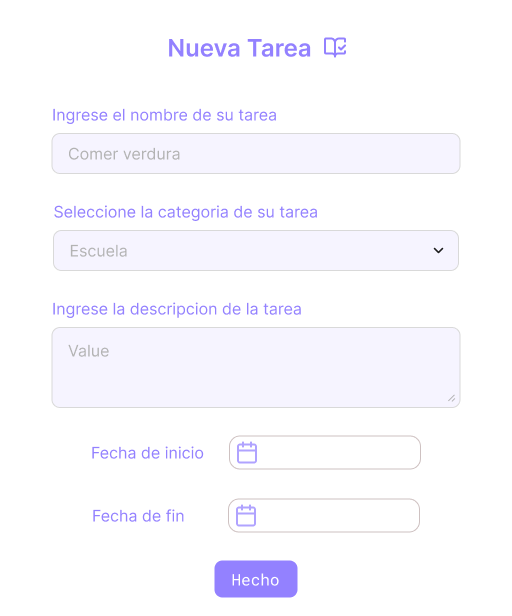 Nueva Tarea
Ingrese el nombre de su tarea
Comer verdura
Seleccione la categoria de su tarea
Escuela
Ingrese la descripcion de la tarea
Value
Fecha de inicio
Fecha de fin
Hecho